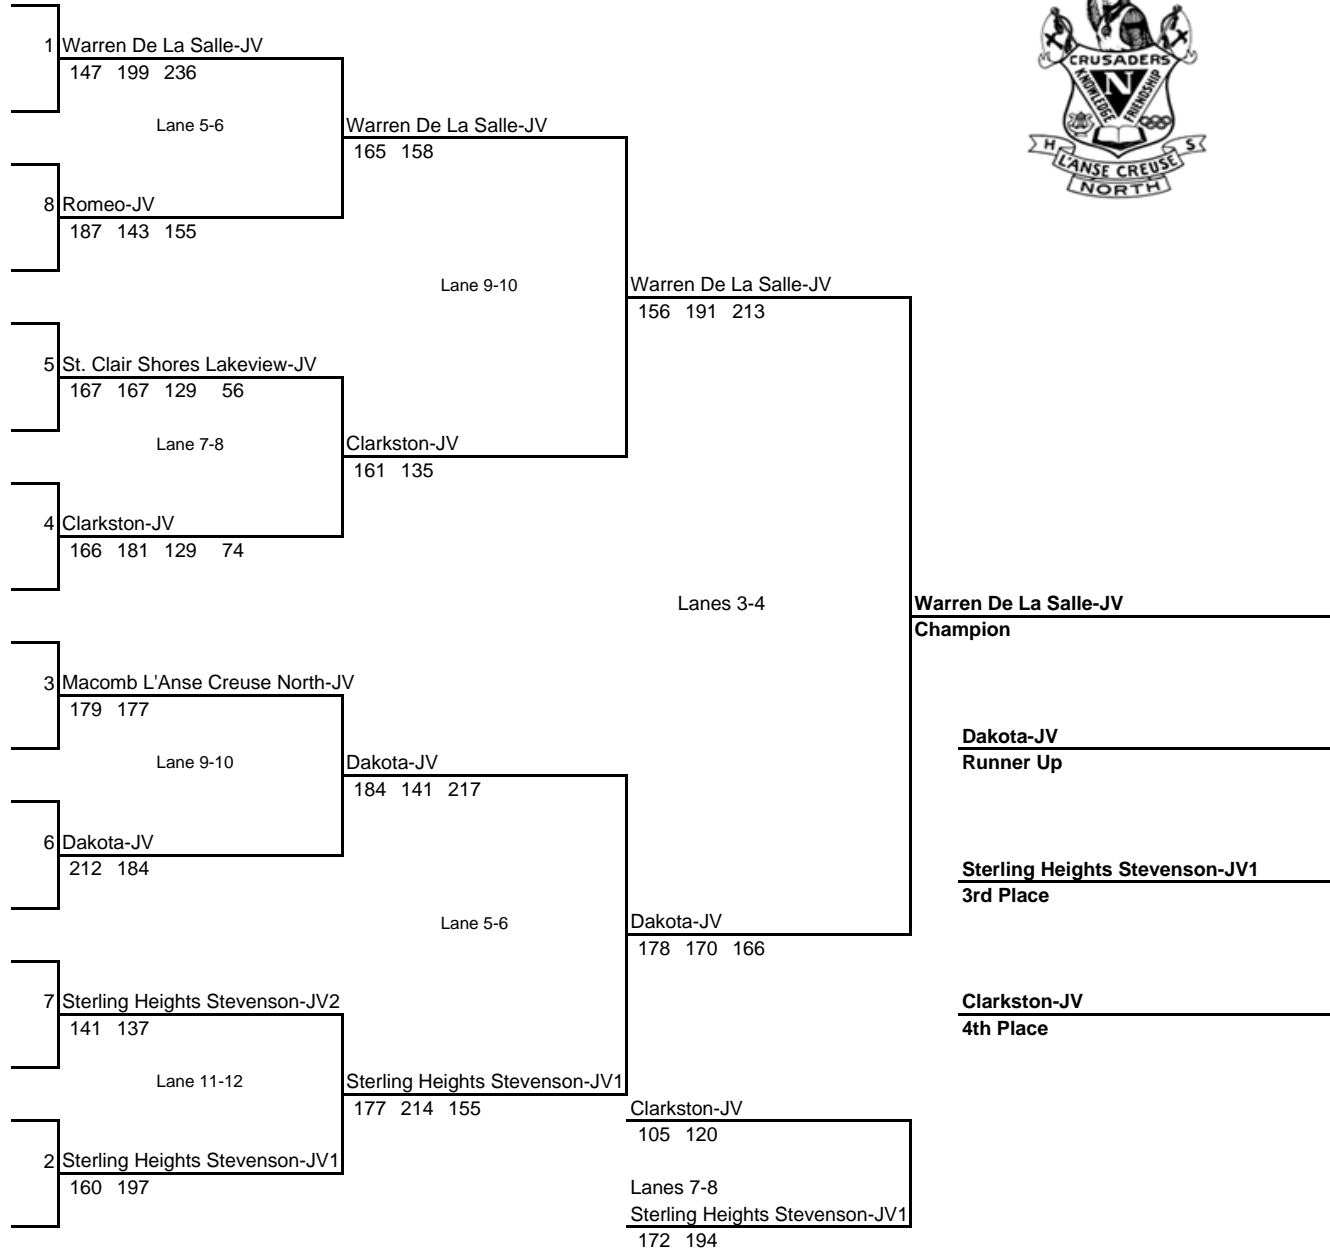 CRUSADERS
KNOWLEDGE
N
FRIENDSHIP
H S
L'ANSE CREUSE
NORTH
1 Warren De La Salle-JV
147 199 236
Lane 5-6
Warren De La Salle-JV
165 158
8 Romeo-JV
187 143 155
Lane 9-10
Warren De La Salle-JV
156 191 213
5 St. Clair Shores Lakeview-JV
167 167 129 56
Lane 7-8
Clarkston-JV
161 135
4 Clarkston-JV
166 181 129 74
Lanes 3-4
Warren De La Salle-JV
Champion
3 Macomb L'Anse Creuse North-JV
179 177
Dakota-JV
Runner Up
Lane 9-10
Dakota-JV
184 141 217
6 Dakota-JV
212 184
Sterling Heights Stevenson-JV1
3rd Place
Lane 5-6
Dakota-JV
178 170 166
7 Sterling Heights Stevenson-JV2
141 137
Clarkston-JV
4th Place
Lane 11-12
Sterling Heights Stevenson-JV1
177 214 155
Clarkston-JV
105 120
2 Sterling Heights Stevenson-JV1
160 197
Lanes 7-8
Sterling Heights Stevenson-JV1
172 194